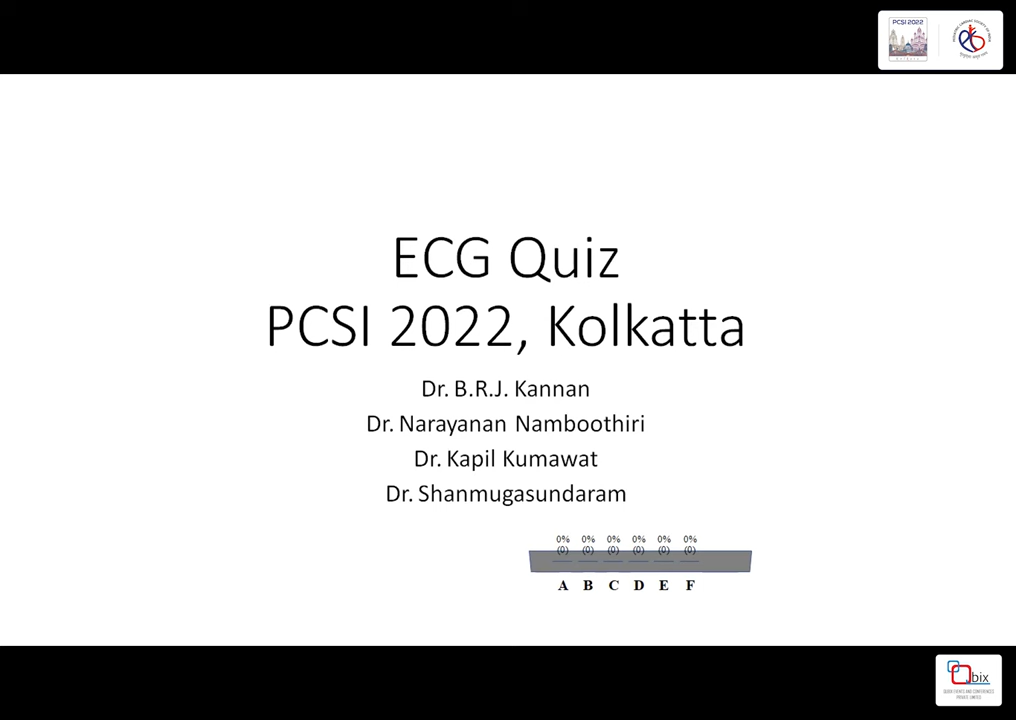 PCSI 2022
ECG Quiz
PCSI 2022, Kolkatta
Dr. B.R.J. Kannan
Dr. Narayanan Namboothiri
Dr. Kapil Kumawat
Dr. Shanmugasundaram
0% 0% 0% 0% 0% 0%
(0) (0) (0) (0) (0) (0)
A B C D E F
bix